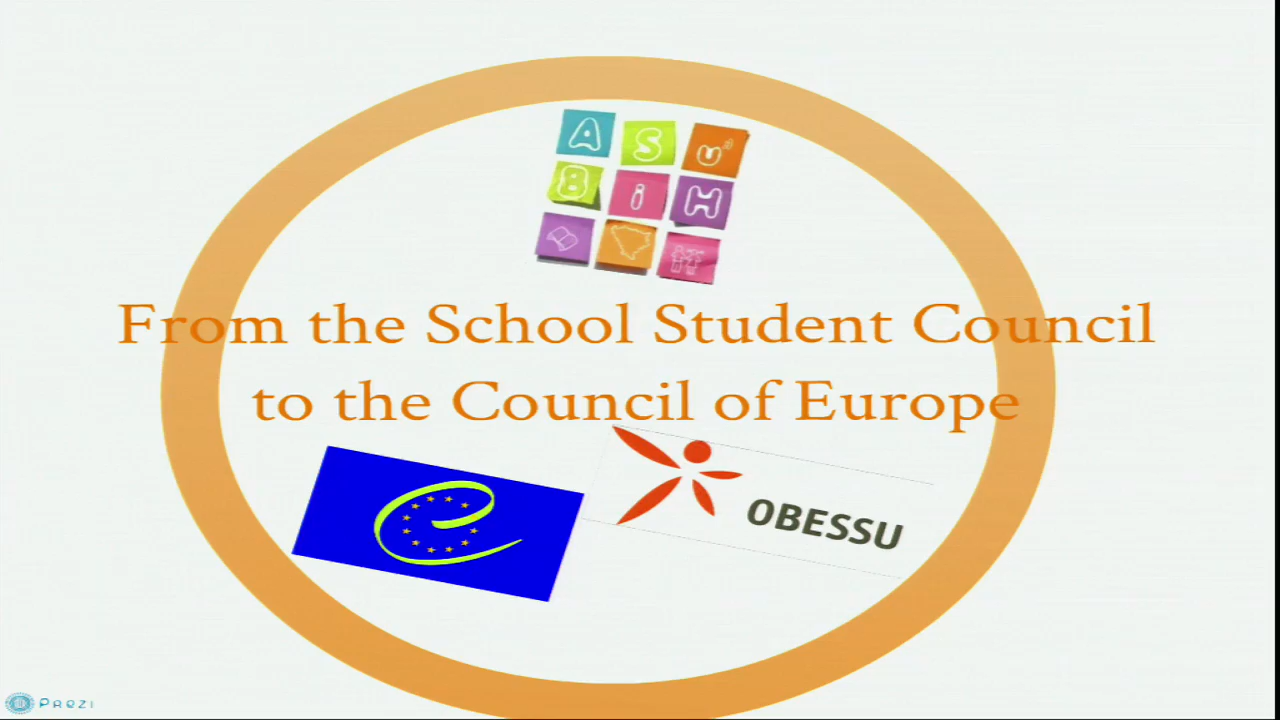 A S u
B i H
From the School Student Council
to the Council of Europe
OBESSU
Prezi